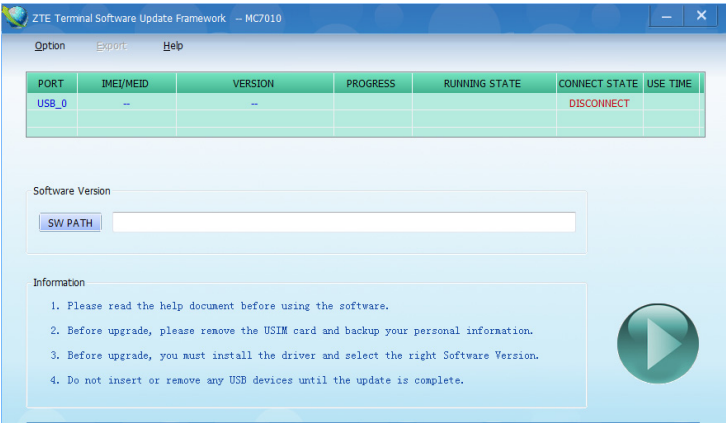 ZTE Terminal Software Update Framework -- MC7010
Option Export Help
PORT IMEI/MEID VERSION PROGRESS RUNNING STATE CONNECT STATE USE TIME
USB_0 -- -- DISCONNECT
Software Version
SW PATH
Information
1. Please read the help document before using the software.
2. Before upgrade, please remove the USIM card and backup your personal information.
3. Before upgrade, you must install the driver and select the right Software Version.
4. Do not insert or remove any USB devices until the update is complete.